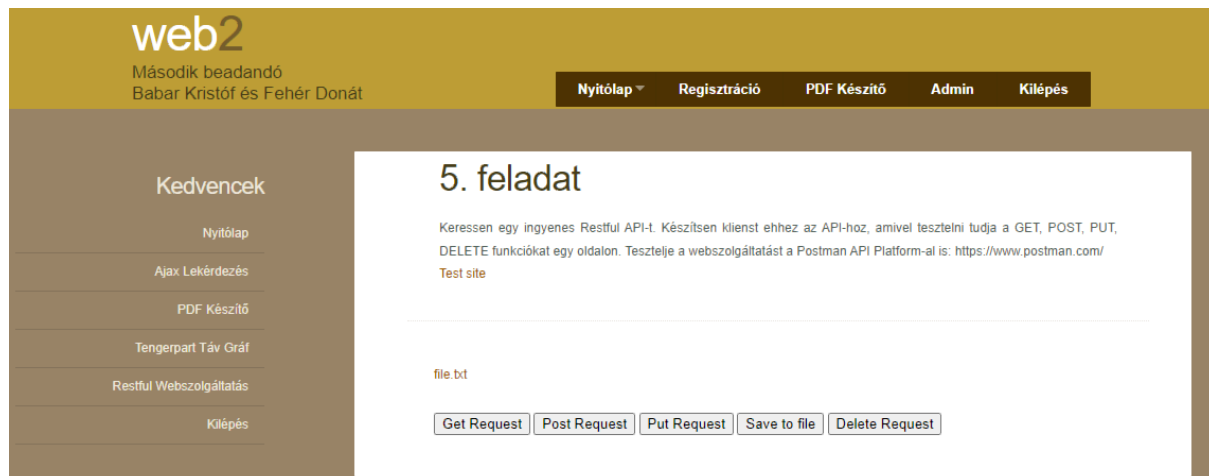 web2
Második beadandó
Babar Kristóf és Fehér Donát
Nyitólap Regisztráció PDF Készítő Admin Kilépés
Kedvencek
Nyitólap
Ajax Lekérdezés
PDF Készítő
Tengerpart Táv Gráf
Restful Webszolgáltatás
Kilépés
5. feladat
Keressen egy ingyenes Restful API-t. Készítsen klienst ehhez az API-hoz, amivel tesztelni tudja a GET, POST, PUT,
DELETE funkciókat egy oldalon. Tesztelje a webszolgáltatást a Postman API Platform-al is: https://www.postman.com/
Test site
file.txt
Get Request Post Request Put Request Save to file Delete Request